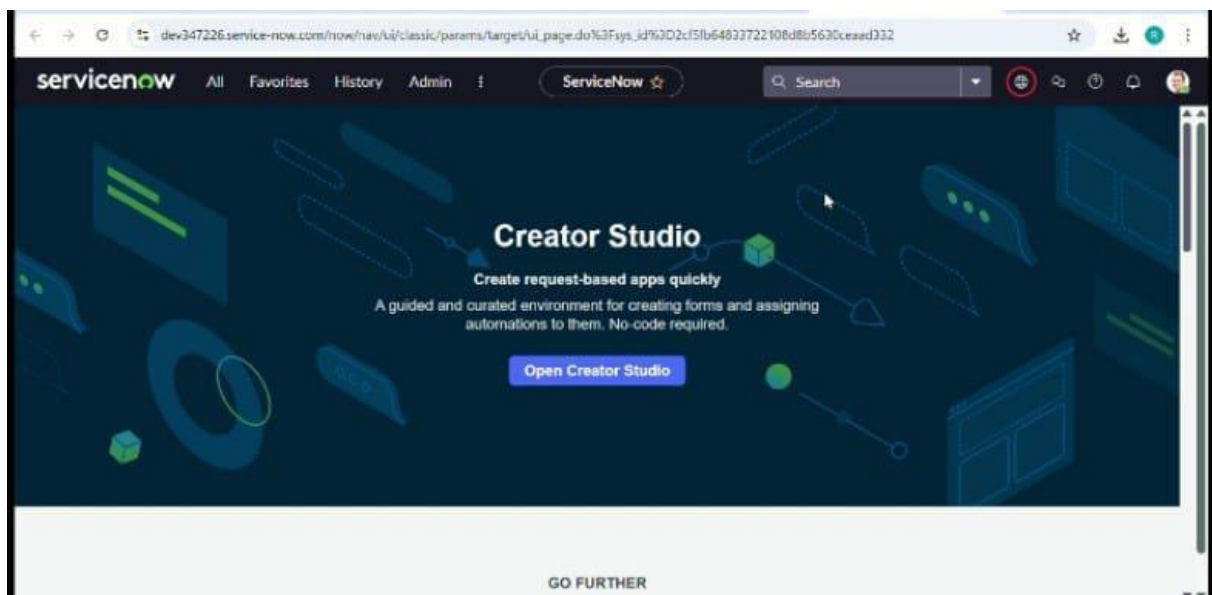 dev347226.service-now.com/now/nav/ui/classic/params/target/ui_page.do%3Fsys_id%3D2cf5fb64833722108d8b5630ceaad332
R
servicenow All Favorites History Admin ServiceNow Search
Creator Studio
Create request-based apps quickly
A guided and curated environment for creating forms and assigning
automations to them. No-code required.
Open Creator Studio
GO FURTHER